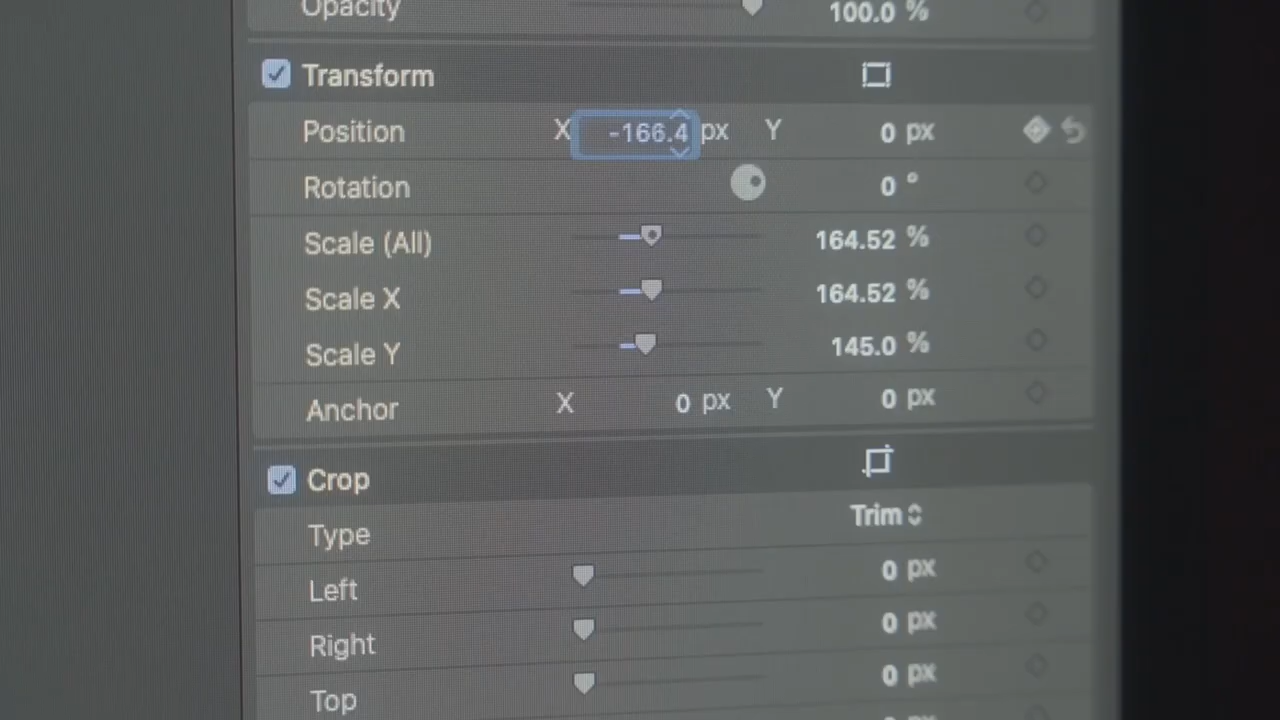 Opacity 100.0 %
Transform
Position X -166.4 px Y 0 px
Rotation 0 °
Scale (All) 164.52 %
Scale X 164.52 %
Scale Y 145.0 %
Anchor X 0 px Y 0 px
Crop
Type Trim
Left 0 px
Right 0 px
Top 0 px